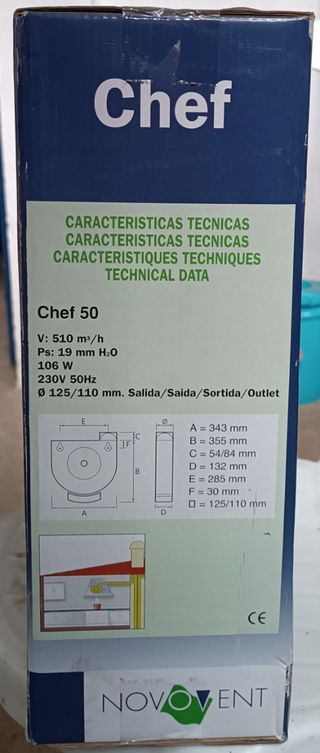 Chef
CARACTERISTICAS TECNICAS
CARACTERISTICAS TECNICAS
CARACTERISTIQUES TECHNIQUES
TECHNICAL DATA
Chef 50
V: 510 m³/h
Ps: 19 mm H₂O
106 W
230V 50Hz
Ø 125/110 mm. Salida/Saida/Sortida/Outlet
E
C
F
B
A
Ø
D
A = 343 mm
B = 355 mm
C = 54/84 mm
D = 132 mm
E = 285 mm
F = 30 mm
□ = 125/110 mm
CE
NOVOVENT